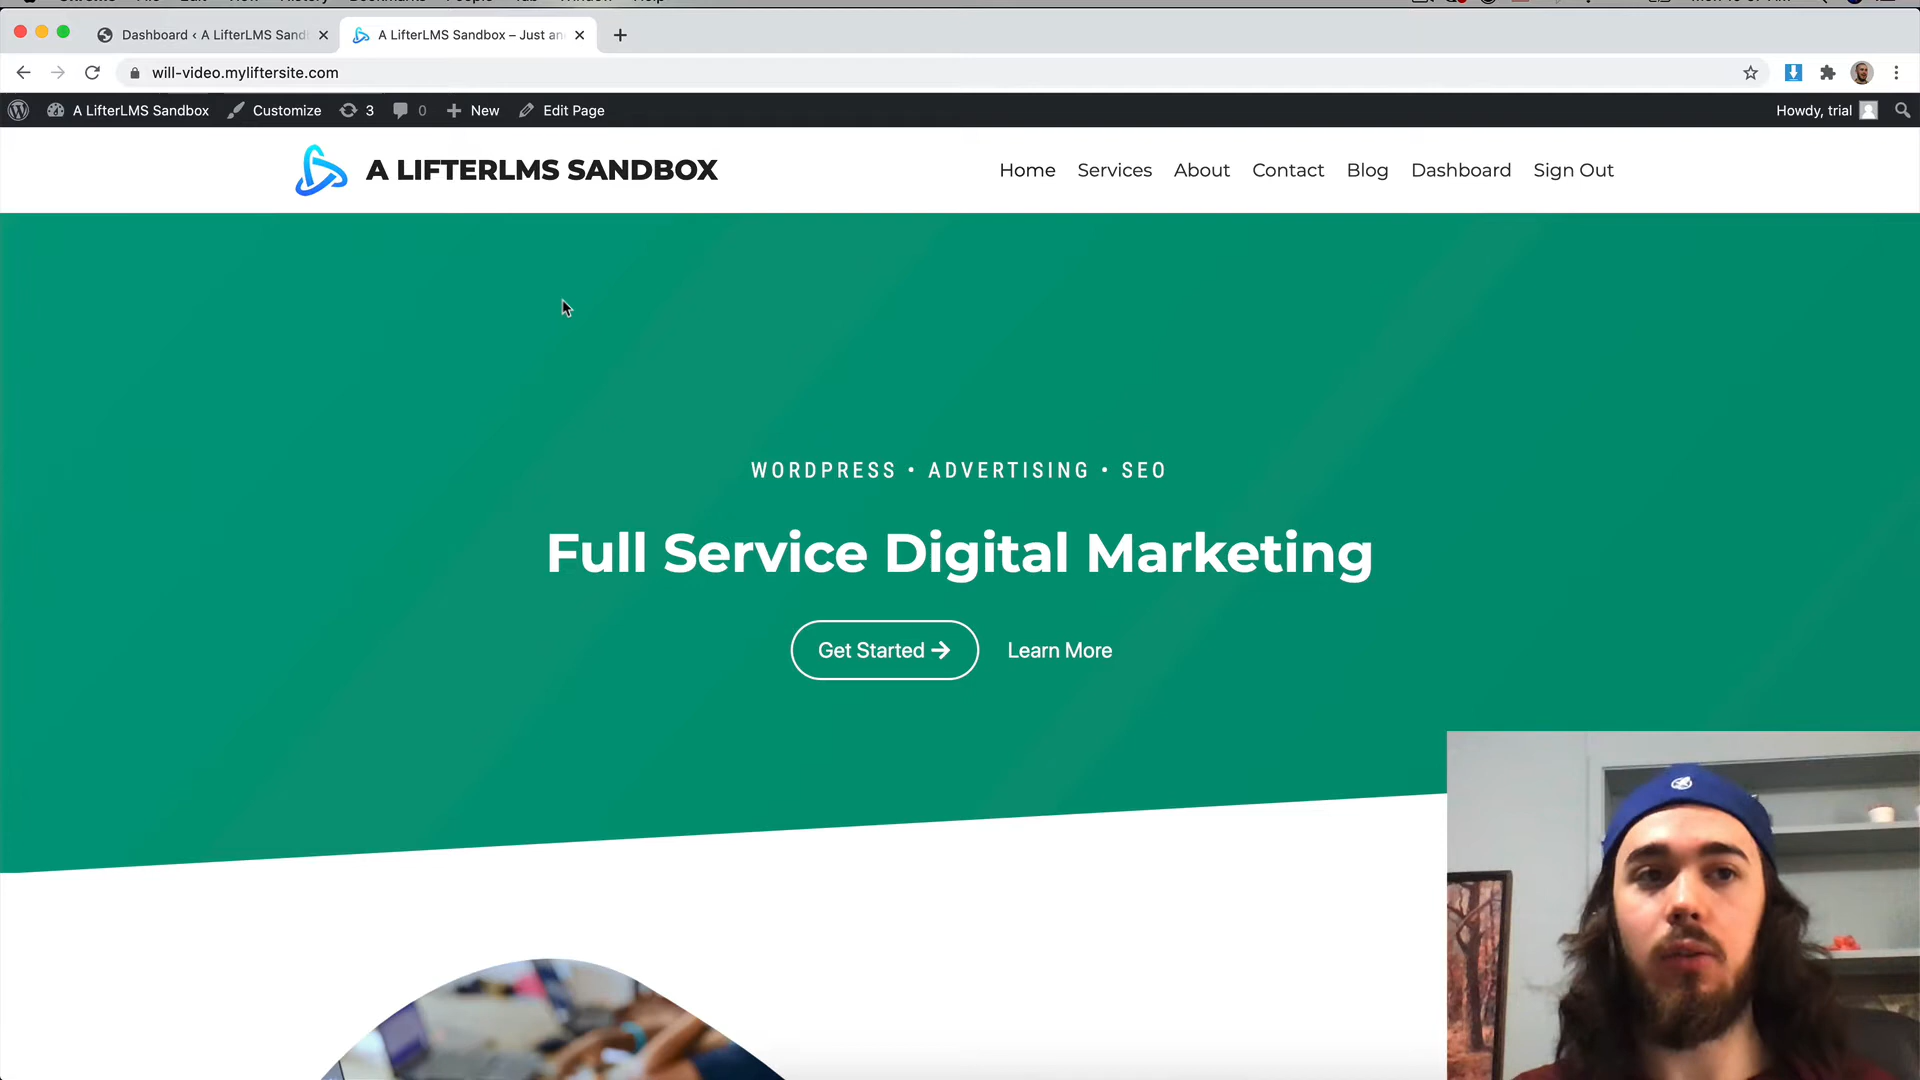 Dashboard ‹ A LifterLMS Sand
A LifterLMS Sandbox – Just an
will-video.myliftersite.com
A LifterLMS Sandbox
Customize
3
0
New
Edit Page
Howdy, trial
A LIFTERLMS SANDBOX
Home
Services
About
Contact
Blog
Dashboard
Sign Out
WORDPRESS • ADVERTISING • SEO
Full Service Digital Marketing
Get Started →
Learn More